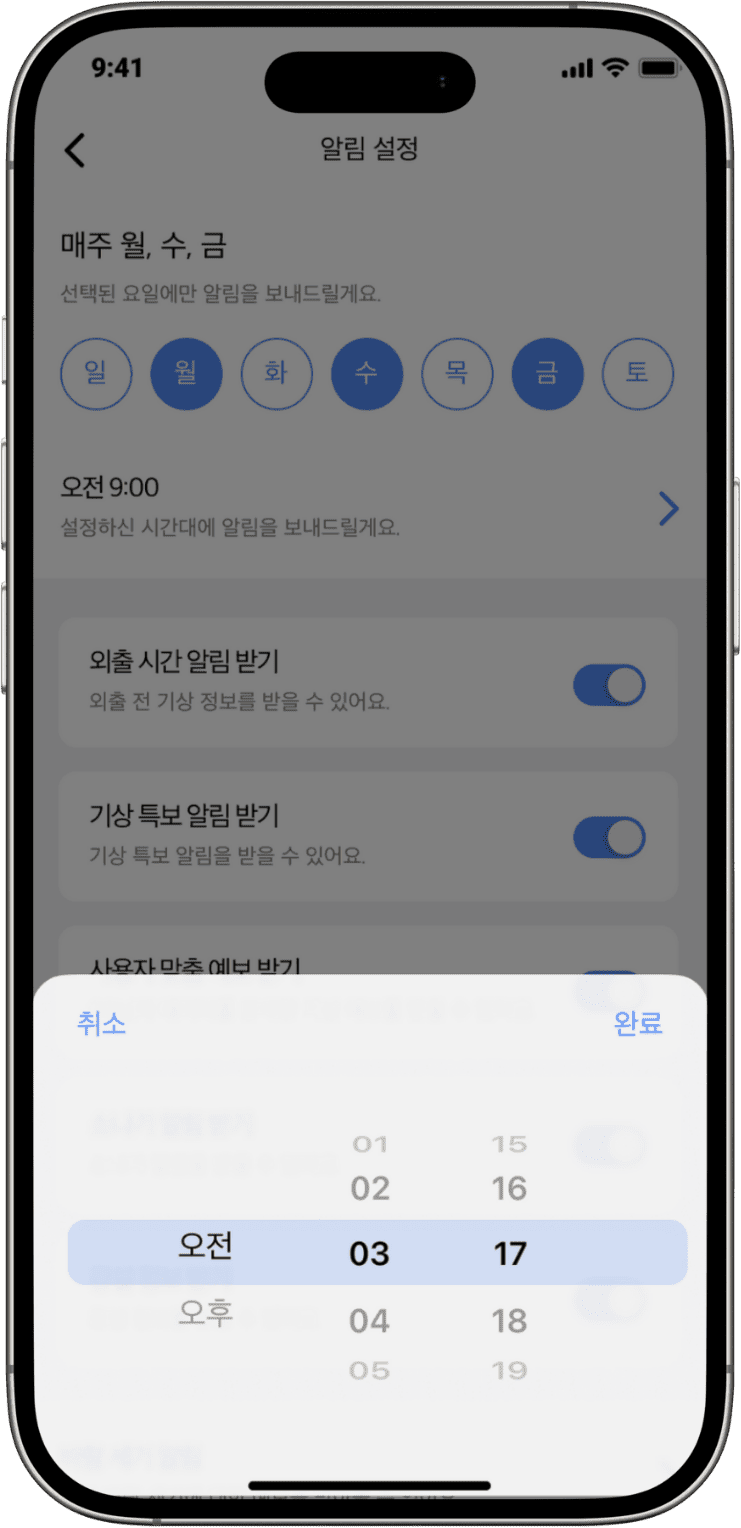 9:41
알림 설정
매주 월, 수, 금
선택된 요일에만 알림을 보내드릴게요.
일 월 화 수 목 금 토
오전 9:00
설정하신 시간대에 알림을 보내드릴게요.
외출 시간 알림 받기
외출 전 기상 정보를 받을 수 있어요.
기상 특보 알림 받기
기상 특보 알림을 받을 수 있어요.
사용자 맞춤 예보 받기
취소 완료
01 15
02 16
오전 03 17
오후 04 18
05 19